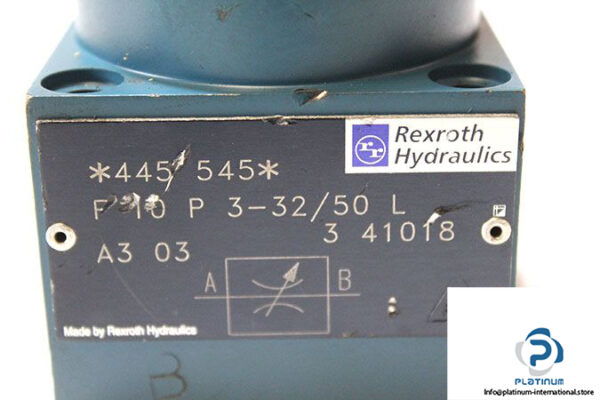 Rexroth
Hydraulics
*445 545*
F 10 P 3-32/50 L
3 41018
A3 03
A B
Made by Rexroth Hydraulics
B
PLATINUM
Info@platinum-international.store